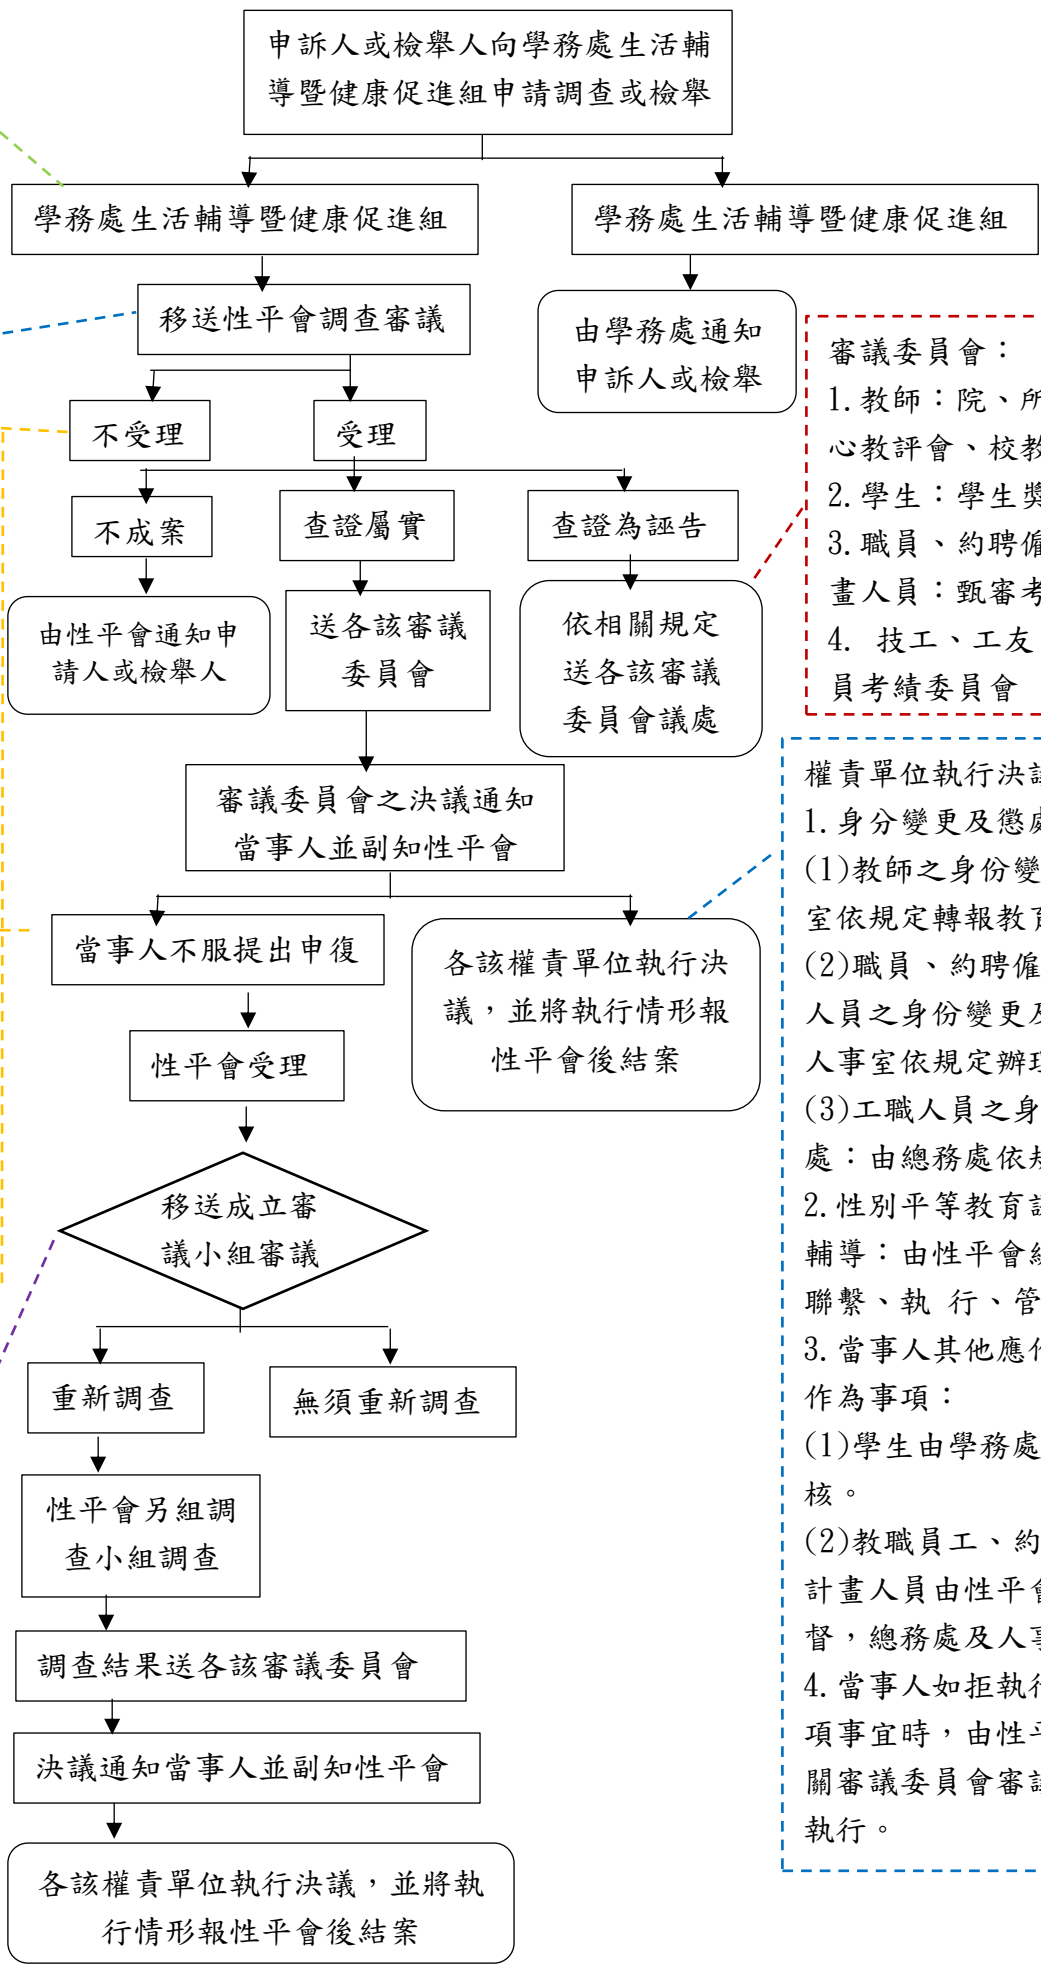 申訴人或檢舉人向學務處生活輔
導暨健康促進組申請調查或檢舉
學務處生活輔導暨健康促進組
學務處生活輔導暨健康促進組
移送性平會調查審議
由學務處通知
申訴人或檢舉
不受理
受理
不成案
查證屬實
查證為誣告
由性平會通知申
請人或檢舉人
送各該審議
委員會
依相關規定
送各該審議
委員會議處
審議委員會：
1.教師：院、所
心教評會、校教
2.學生：學生獎
3.職員、約聘僱
畫人員：甄審考
4. 技工、工友
員考績委員會
審議委員會之決議通知
當事人並副知性平會
當事人不服提出申復
各該權責單位執行決
議，並將執行情形報
性平會後結案
性平會受理
移送成立審
議小組審議
重新調查
無須重新調查
性平會另組調
查小組調查
調查結果送各該審議委員會
決議通知當事人並副知性平會
各該權責單位執行決議，並將執
行情形報性平會後結案
權責單位執行決議
1.身分變更及懲處
(1)教師之身份變
室依規定轉報教育
(2)職員、約聘僱
人員之身份變更及
人事室依規定辦理
(3)工職人員之身
處：由總務處依規
2.性別平等教育課
輔導：由性平會統
聯繫、執 行、管
3.當事人其他應作
作為事項：
(1)學生由學務處
核。
(2)教職員工、約
計畫人員由性平會
督，總務處及人事
4.當事人如拒執行
項事宜時，由性平
關審議委員會審議
執行。